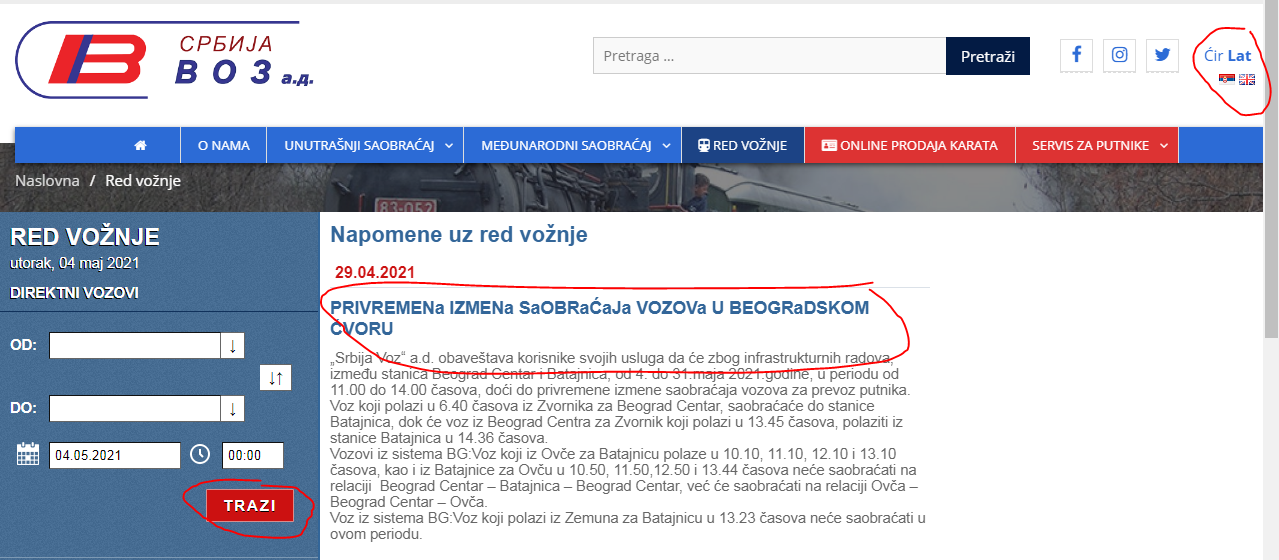 СРБИЈА
ВОЗ а.д.
Pretraga ...
Pretraži
Ćir Lat
O NAMA
UNUTRAŠNJI SAOBRAĆAJ
MEĐUNARODNI SAOBRAĆAJ
RED VOŽNJE
ONLINE PRODAJA KARATA
SERVIS ZA PUTNIKE
Naslovna / Red vožnje
83-052
RED VOŽNJE
utorak, 04 maj 2021
DIREKTNI VOZOVI
OD:
↓
↓↑
DO:
↓
04.05.2021
00:00
TRAZI
Napomene uz red vožnje
29.04.2021
PRIVREMENa IZMENa SaOBRaĆaJa VOZOVa U BEOGRaDSKOM
ČVORU
„Srbija Voz“ a.d. obaveštava korisnike svojih usluga da će zbog infrastrukturnih radova,
između stanica Beograd Centar i Batajnica, od 4. do 31.maja 2021.godine, u periodu od
11.00 do 14.00 časova, doći do privremene izmene saobraćaja vozova za prevoz putnika.
Voz koji polazi u 6.40 časova iz Zvornika za Beograd Centar, saobraćaće do stanice
Batajnica, dok će voz iz Beograd Centra za Zvornik koji polazi u 13.45 časova, polaziti iz
stanice Batajnica u 14.36 časova.
Vozovi iz sistema BG:Voz koji iz Ovče za Batajnicu polaze u 10.10, 11.10, 12.10 i 13.10
časova, kao i iz Batajnice za Ovču u 10.50, 11.50,12.50 i 13.44 časova neće saobraćati na
relaciji Beograd Centar – Batajnica – Beograd Centar, već će saobraćati na relaciji Ovča –
Beograd Centar – Ovča.
Voz iz sistema BG:Voz koji polazi iz Zemuna za Batajnicu u 13.23 časova neće saobraćati u
ovom periodu.